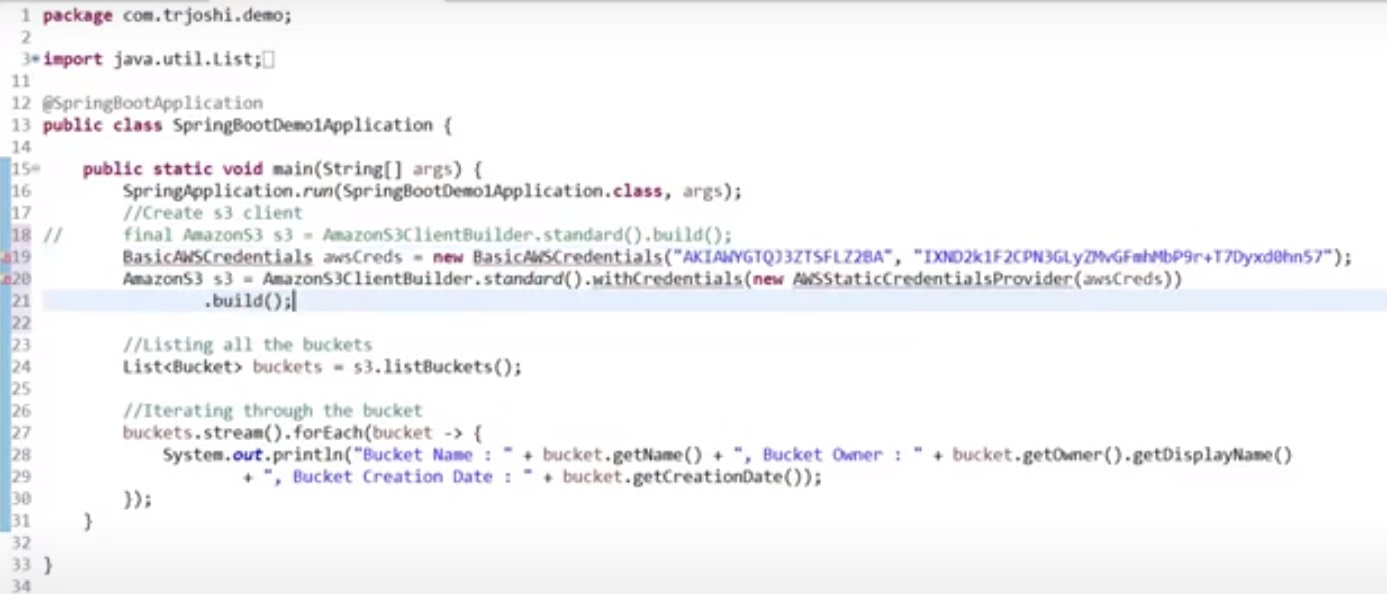 1 package com.trjoshi.demo;
2
3 import java.util.List;
11
12 @SpringBootApplication
13 public class SpringBootDemo1Application {
14
15 public static void main(String[] args) {
16 SpringApplication.run(SpringBootDemo1Application.class, args);
17 //Create s3 client
18 // final AmazonS3 s3 = AmazonS3ClientBuilder.standard().build();
19 BasicAWSCredentials awsCreds = new BasicAWSCredentials("", "");
20 AmazonS3 s3 = AmazonS3ClientBuilder.standard().withCredentials(new AWSStaticCredentialsProvider(awsCreds))
21 .build();
22
23 //Listing all the buckets
24 List<Bucket> buckets = s3.listBuckets();
25
26 //Iterating through the bucket
27 buckets.stream().forEach(bucket -> {
28 System.out.println("Bucket Name : " + bucket.getName() + ", Bucket Owner : " + bucket.getOwner().getDisplayName()
29 + ", Bucket Creation Date : " + bucket.getCreationDate());
30 });
31 }
32
33 }
34